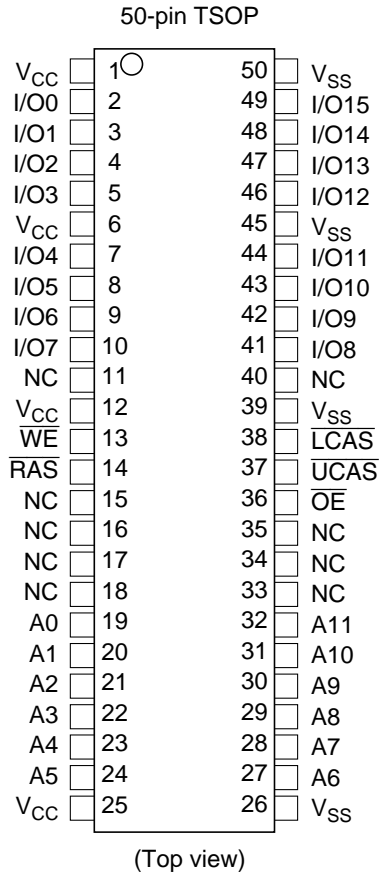 50-pin TSOP
VCC 1 50 VSS
I/O0 2 49 I/O15
I/O1 3 48 I/O14
I/O2 4 47 I/O13
I/O3 5 46 I/O12
VCC 6 45 VSS
I/O4 7 44 I/O11
I/O5 8 43 I/O10
I/O6 9 42 I/O9
I/O7 10 41 I/O8
NC 11 40 NC
VCC 12 39 VSS
WE 13 38 LCAS
RAS 14 37 UCAS
NC 15 36 OE
NC 16 35 NC
NC 17 34 NC
NC 18 33 NC
A0 19 32 A11
A1 20 31 A10
A2 21 30 A9
A3 22 29 A8
A4 23 28 A7
A5 24 27 A6
VCC 25 26 VSS
(Top view)